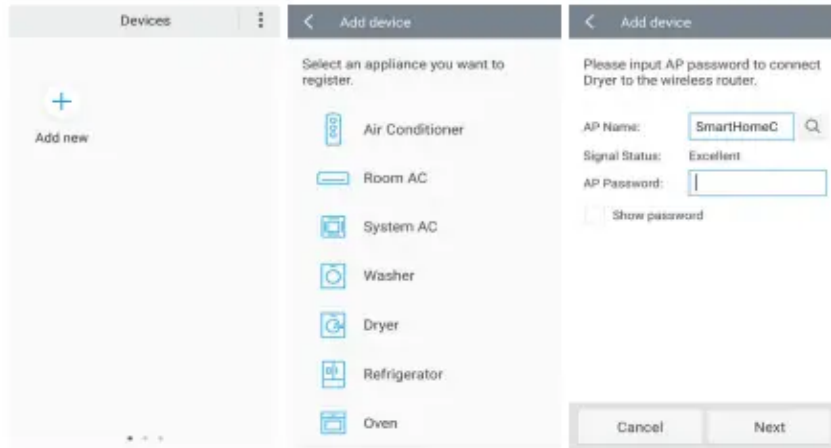 Devices
Add new
Add device
Select an appliance you want to
register.
Air Conditioner
Room AC
System AC
Washer
Dryer
Refrigerator
Oven
Add device
Please input AP password to connect
Dryer to the wireless router.
AP Name: SmartHomeC
Signal Status: Excellent
AP Password:
Show password
Cancel Next